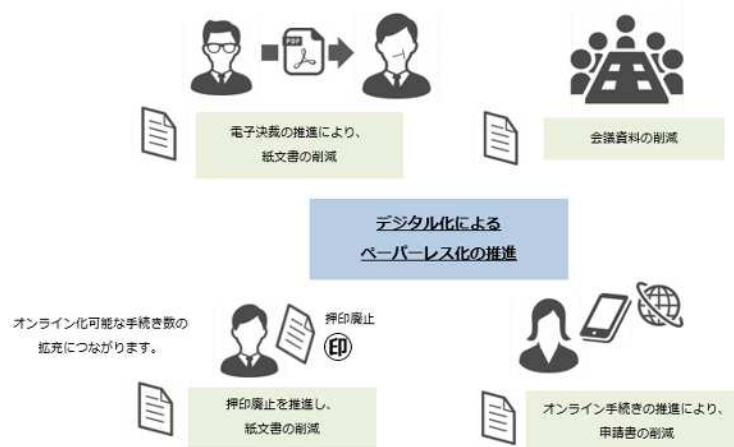 PDF
電子決裁の推進により、
紙文書の削減
会議資料の削減
デジタル化による
ペーパーレス化の推進
オンライン化可能な手続き数の
拡充につながります。
押印廃止
印
押印廃止を推進し、
紙文書の削減
オンライン手続きの推進により、
申請書の削減